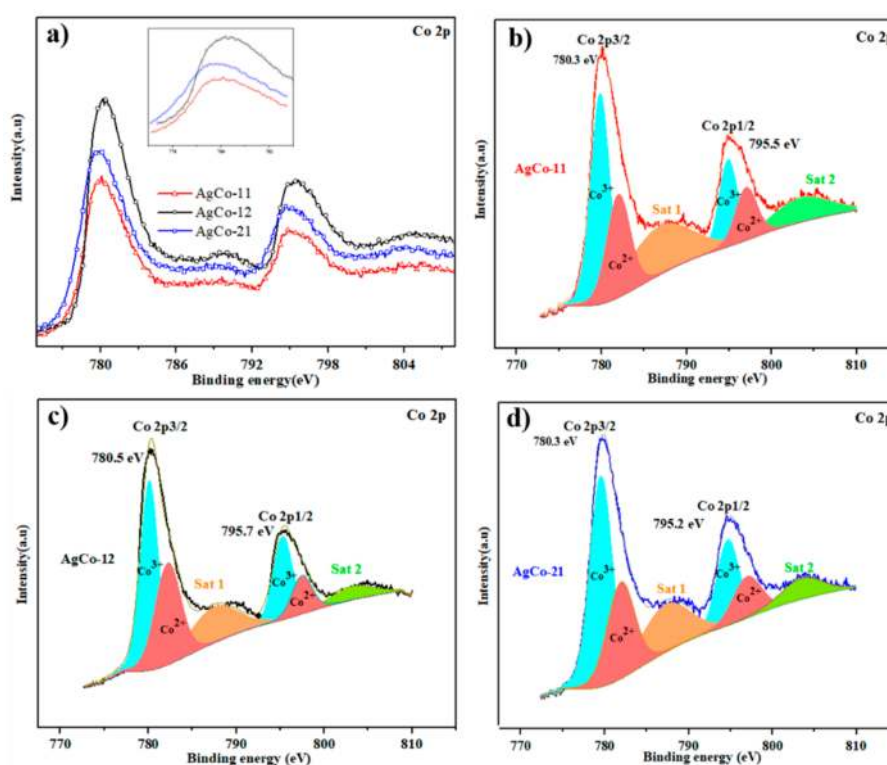 a)
Co 2p
AgCo-11
AgCo-12
AgCo-21
Intensity(a.u)
780 786 792 798 804
Binding energy(eV)
b)
Co 2p
Co 2p3/2
780.3 eV
Co 2p1/2
795.5 eV
AgCo-11
Co3+
Co2+
Sat 1
Co3+
Co2+
Sat 2
Intensity(a.u)
770 780 790 800 810
Binding energy (eV)
c)
Co 2p
Co 2p3/2
780.5 eV
Co 2p1/2
795.7 eV
AgCo-12
Co3+
Co2+
Sat 1
Co3+
Co2+
Sat 2
Intensity(a.u)
770 780 790 800 810
Binding energy (eV)
d)
Co 2p
Co 2p3/2
780.3 eV
Co 2p1/2
795.2 eV
AgCo-21
Co3+
Co2+
Sat 1
Co3+
Co2+
Sat 2
Intensity(a.u)
770 780 790 800 810
Binding energy (eV)